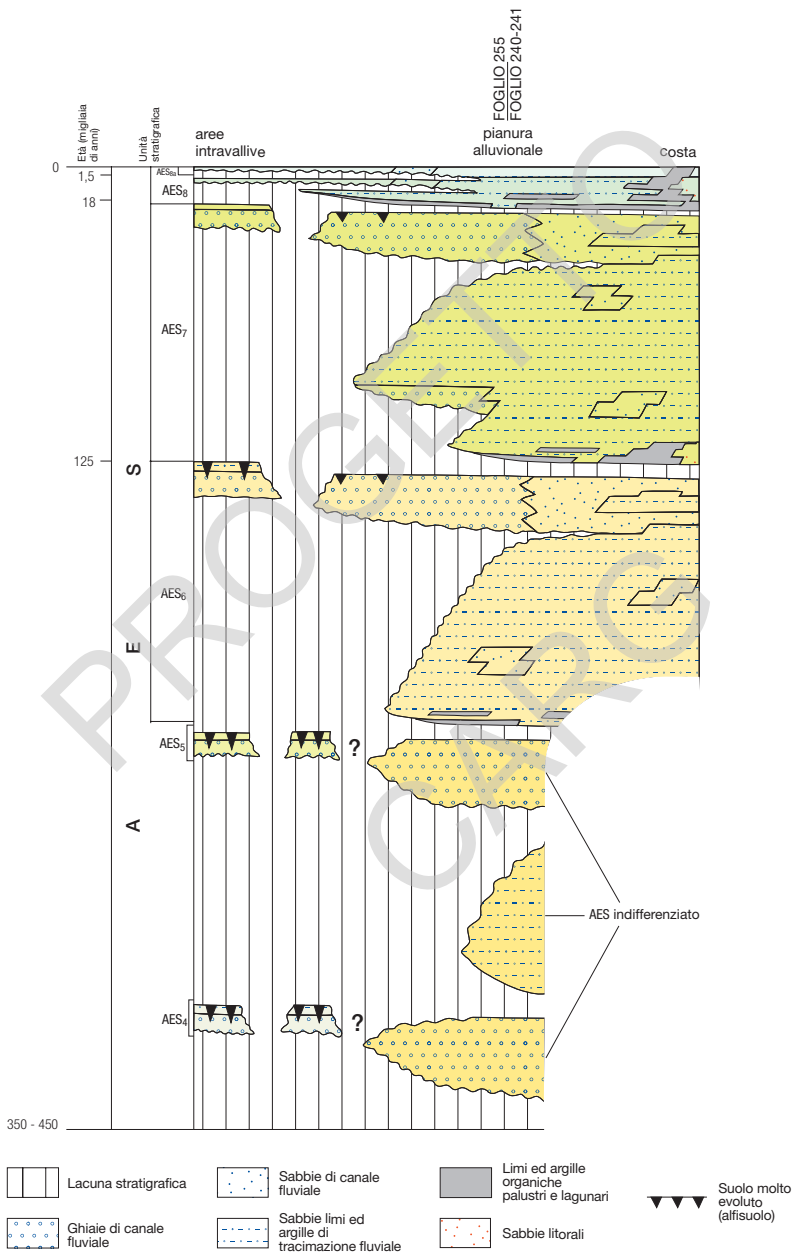 Età (migliaia
di anni)
Unità
stratigrafica
aree
intravallive
FOGLIO 255
FOGLIO 240-241
pianura
alluvionale
costa
0
1,5
18
125
350 - 450
AES8a
AES8
AES7
AES6
AES5
AES4
S
E
A
?
?
AES indifferenziato
PROGETTO
CARG
Lacuna stratigrafica
Ghiaie di canale
fluviale
Sabbie di canale
fluviale
Sabbie limi ed
argille di
tracimazione fluviale
Limi ed argille
organiche
palustri e lagunari
Sabbie litorali
Suolo molto
evoluto
(alfisuolo)